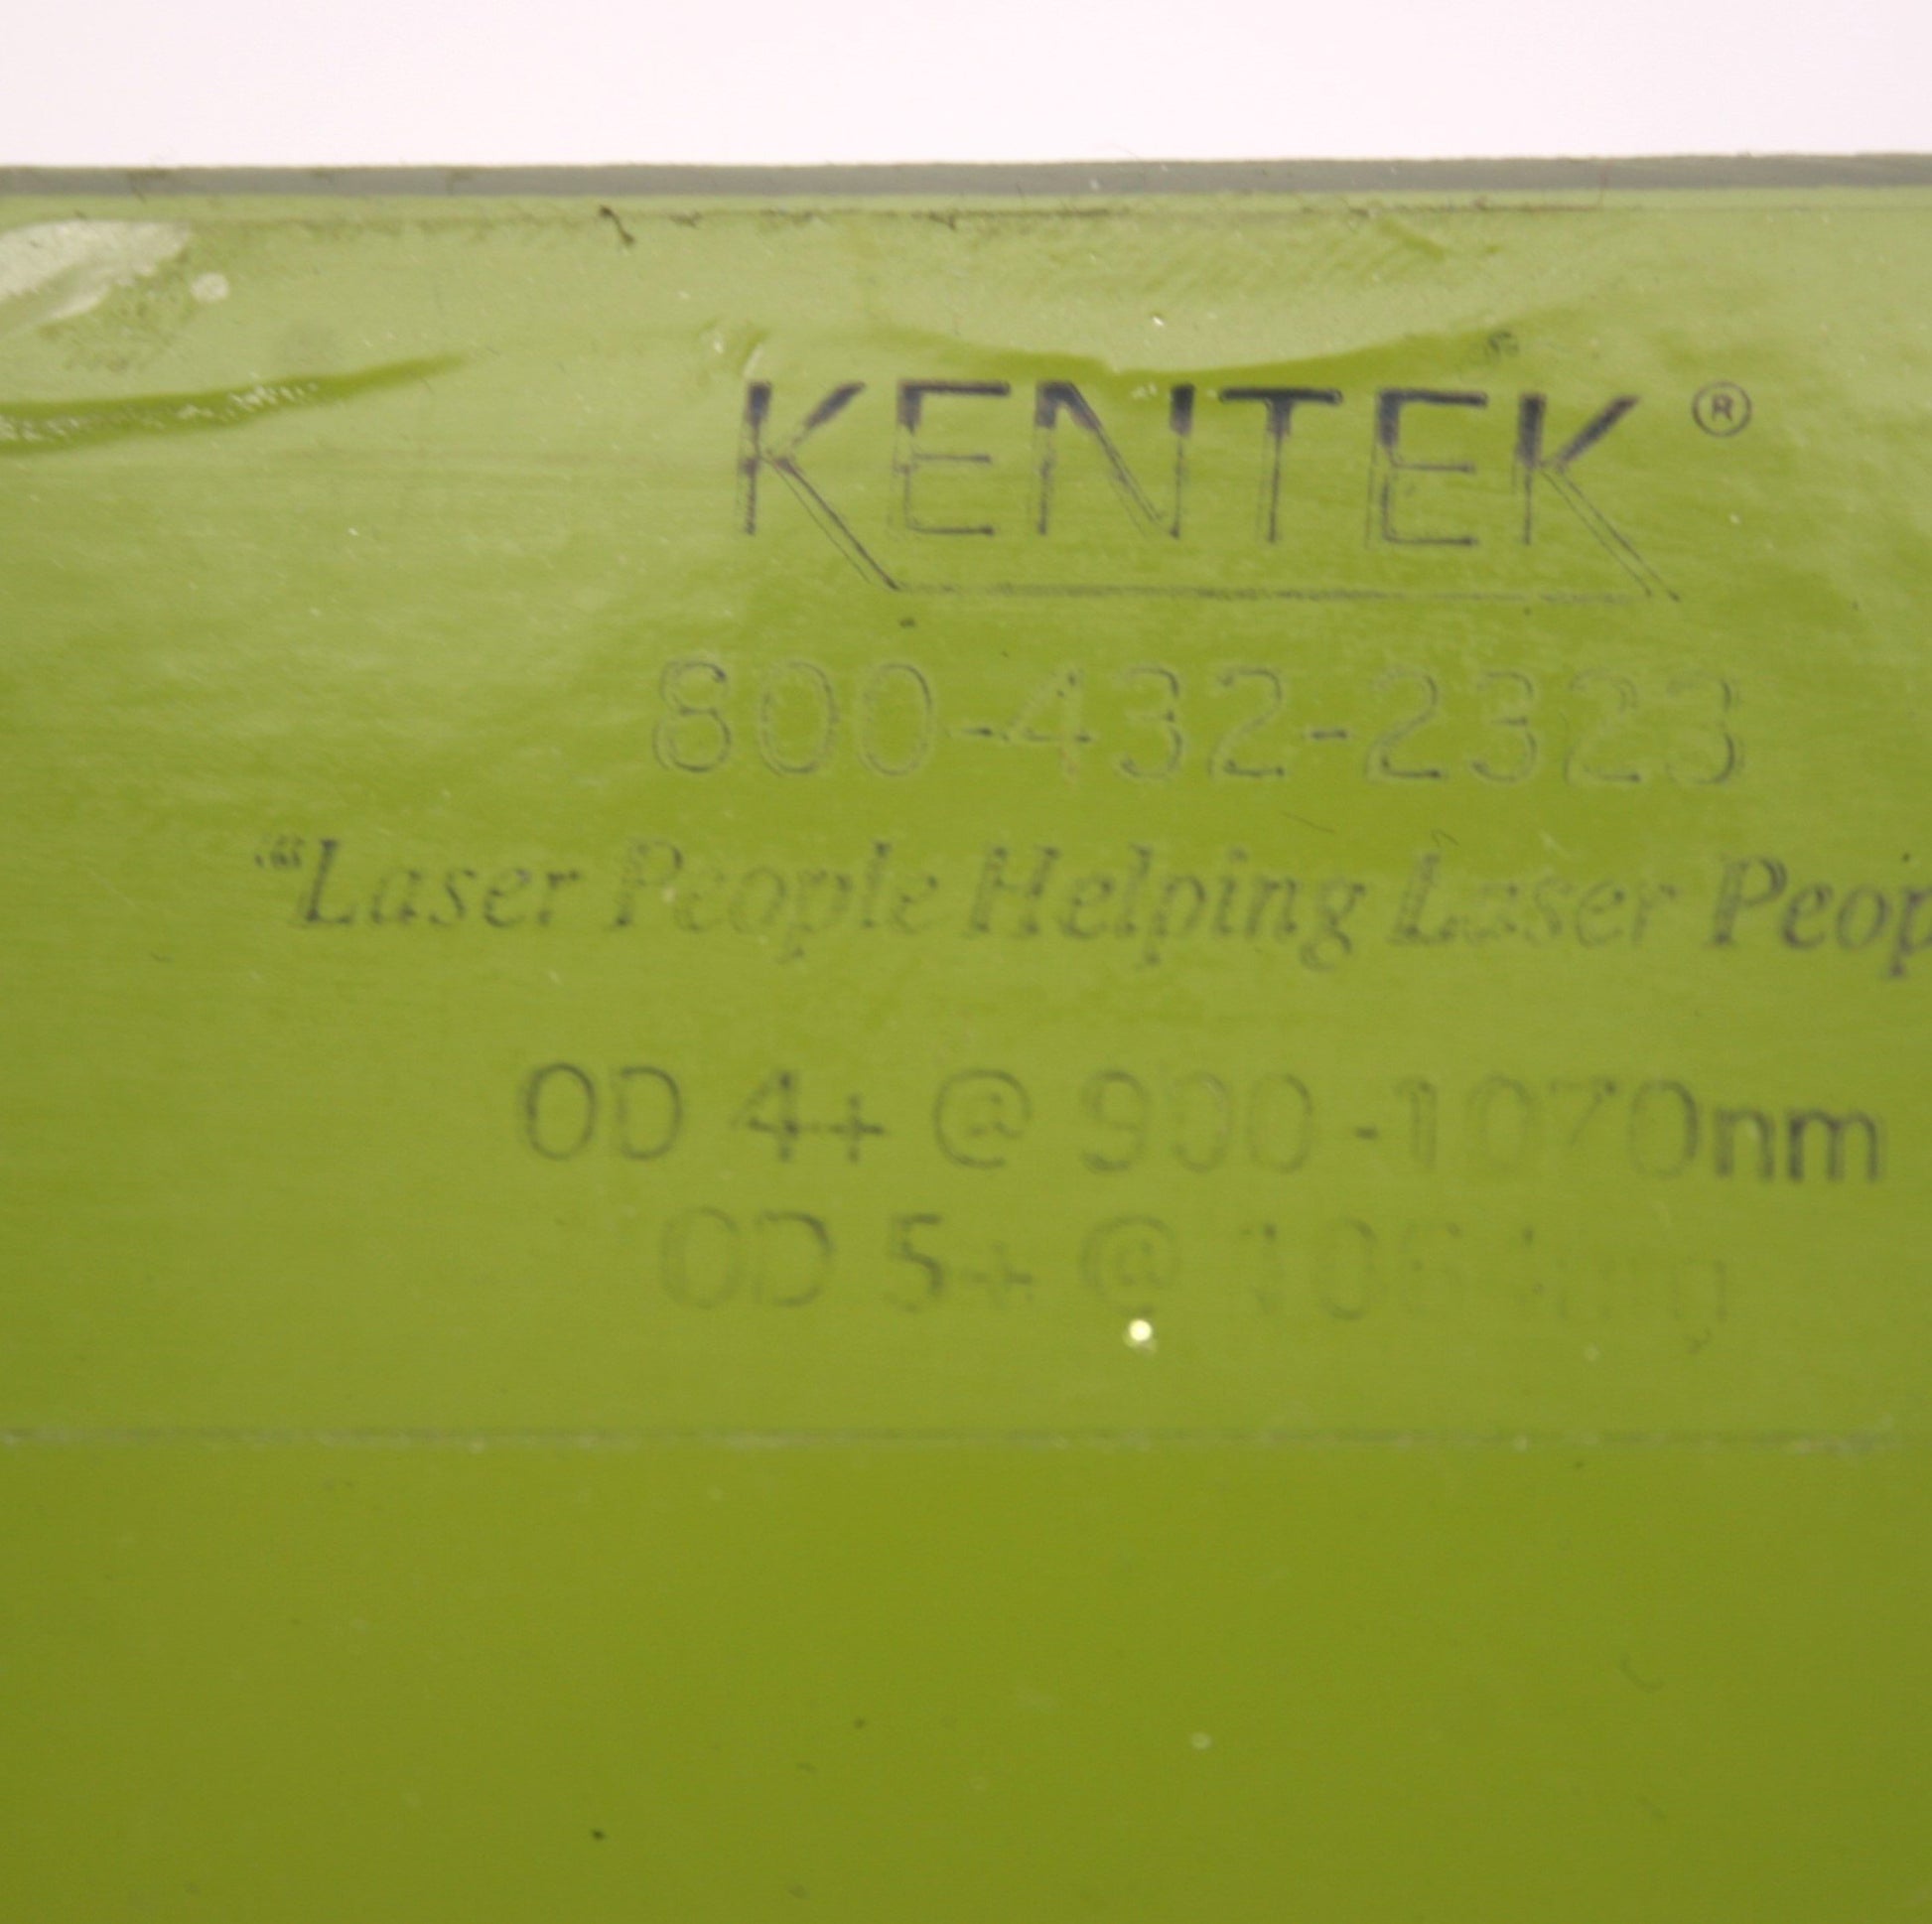 KENTEK®
800-432-2323
"Laser People Helping Laser Peop
OD 4+ @ 900-1070nm
OD 5+ @